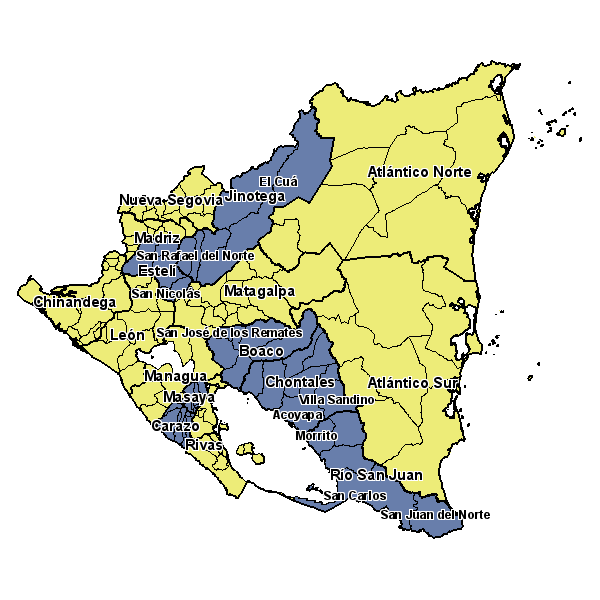 Atlántico Norte
El Cuá
Nueva Segovia
Jinotega
Madriz
San Rafael del Norte
Estelí
San Nicolás
Matagalpa
Chinandega
León
San José de los Remates
Boaco
Managua
Chontales
Atlántico Sur
Masaya
Villa Sandino
Acoyapa
Carazo
Morrito
Rivas
Río San Juan
San Carlos
San Juan del Norte